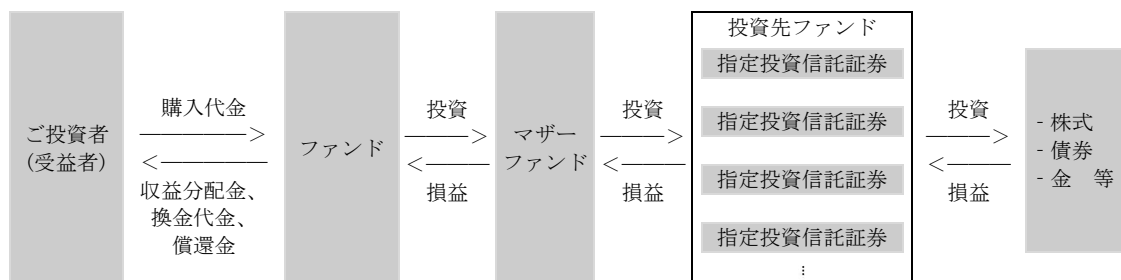 ご投資者
(受益者)
購入代金
————————>
<————————
収益分配金、
換金代金、
償還金
ファンド
投資
————>
<————
損益
マザー
ファンド
投資
————>
<————
損益
投資先ファンド
指定投資信託証券
指定投資信託証券
指定投資信託証券
指定投資信託証券
⋮
投資
————>
<————
損益
- 株式
- 債券
- 金　等